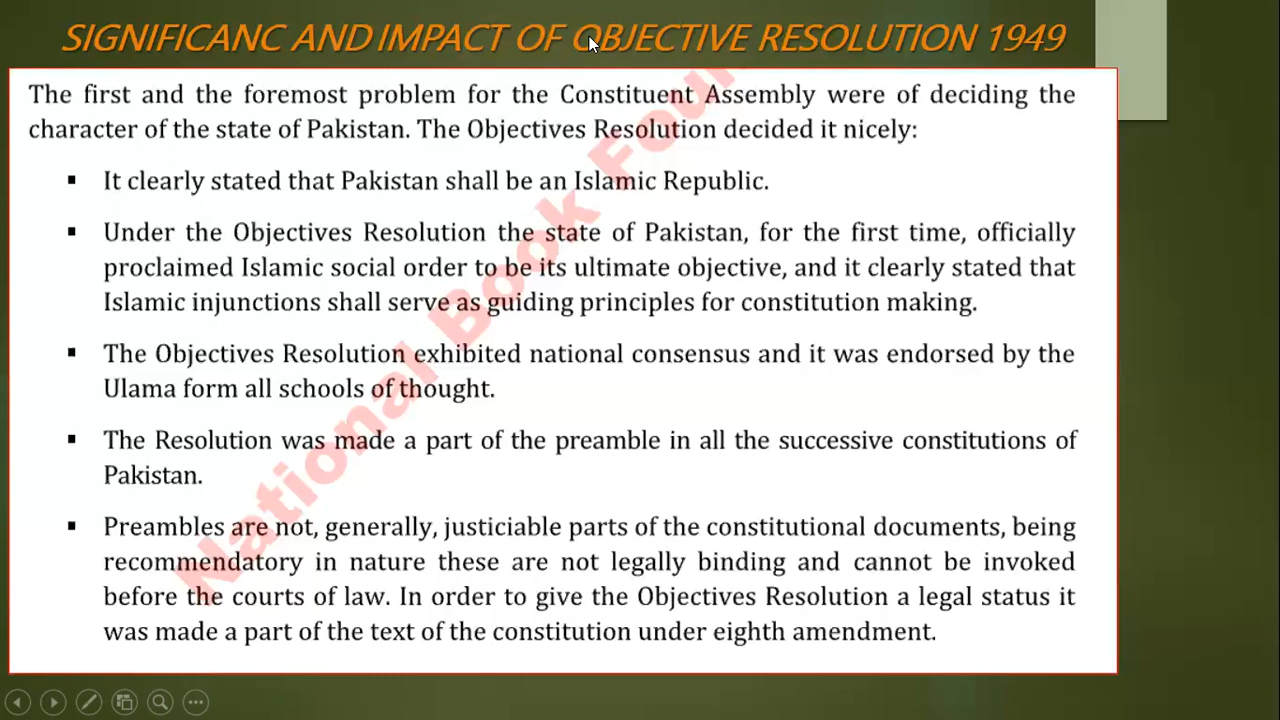 SIGNIFICANC AND IMPACT OF OBJECTIVE RESOLUTION 1949
The first and the foremost problem for the Constituent Assembly were of deciding the
character of the state of Pakistan. The Objectives Resolution decided it nicely:
▪ It clearly stated that Pakistan shall be an Islamic Republic.
▪ Under the Objectives Resolution the state of Pakistan, for the first time, officially
proclaimed Islamic social order to be its ultimate objective, and it clearly stated that
Islamic injunctions shall serve as guiding principles for constitution making.
▪ The Objectives Resolution exhibited national consensus and it was endorsed by the
Ulama form all schools of thought.
▪ The Resolution was made a part of the preamble in all the successive constitutions of
Pakistan.
▪ Preambles are not, generally, justiciable parts of the constitutional documents, being
recommendatory in nature these are not legally binding and cannot be invoked
before the courts of law. In order to give the Objectives Resolution a legal status it
was made a part of the text of the constitution under eighth amendment.
National Book